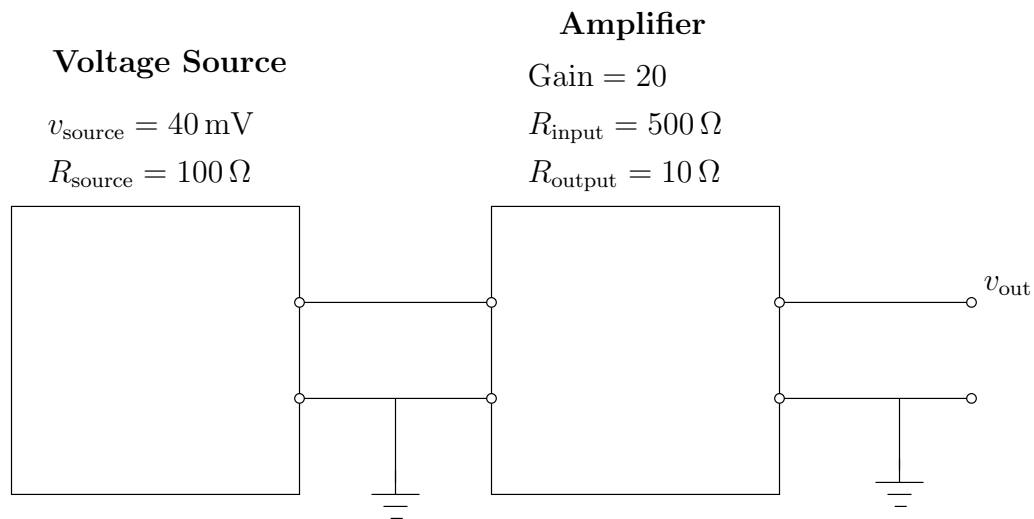 Voltage Source
v_source = 40 mV
R_source = 100 Ω
Amplifier
Gain = 20
R_input = 500 Ω
R_output = 10 Ω
v_out